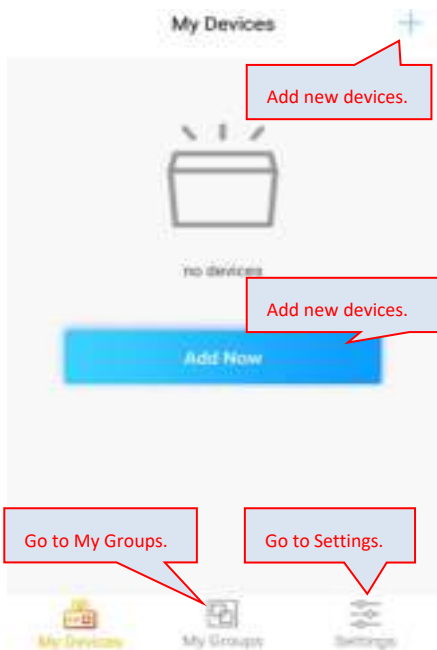 My Devices
Add new devices.
no devices
Add new devices.
Add Now
Go to My Groups.
Go to Settings.
My Devices
My Groups
Settings